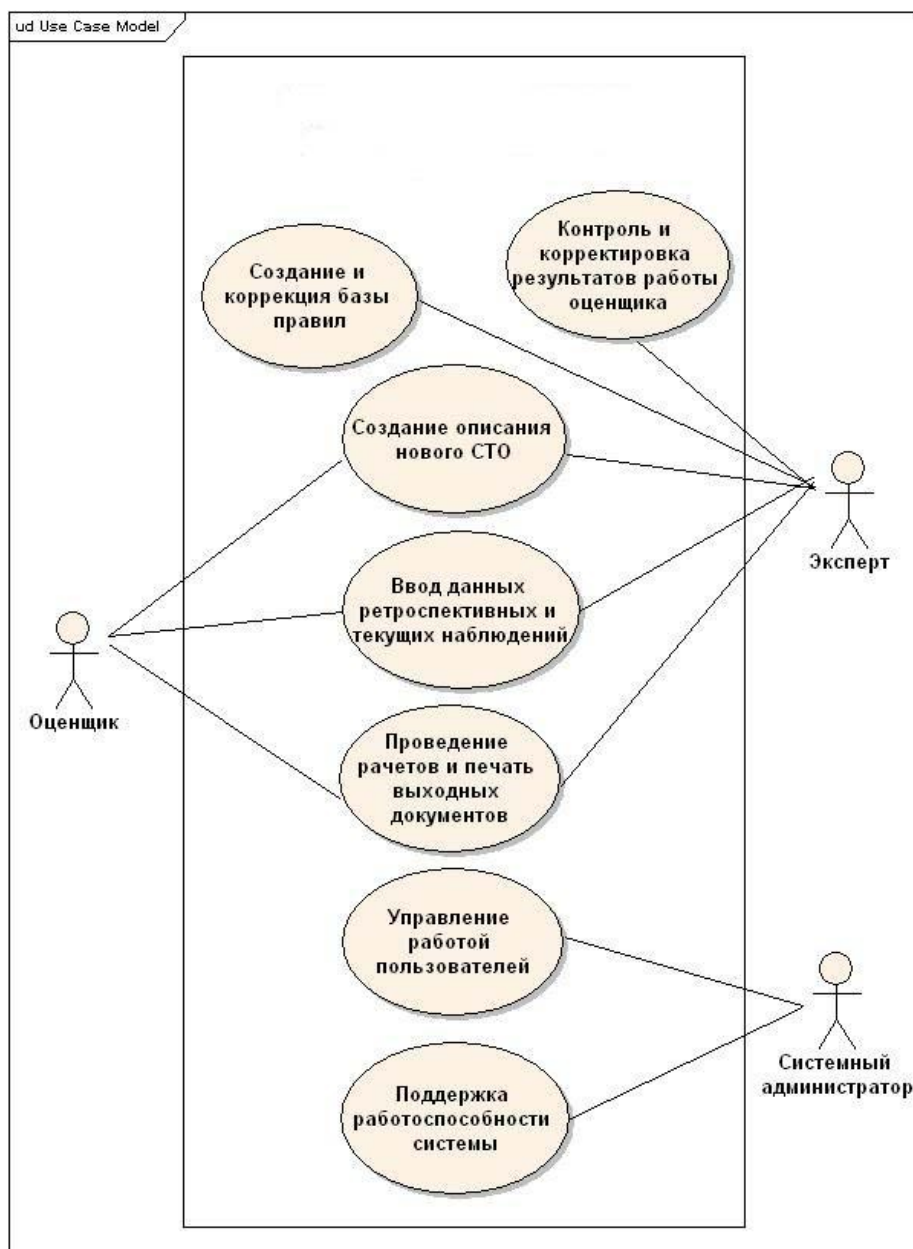 ud Use Case Model
Контроль и
корректировка
результатов работы
оценщика
Создание и
коррекция базы
правил
Создание описания
нового СТО
Эксперт
Ввод данных
ретроспективных и
текущих наблюдений
Оценщик
Проведение
рачетов и печать
выходных
документов
Управление
работой
пользователей
Системный
администратор
Поддержка
работоспособности
системы